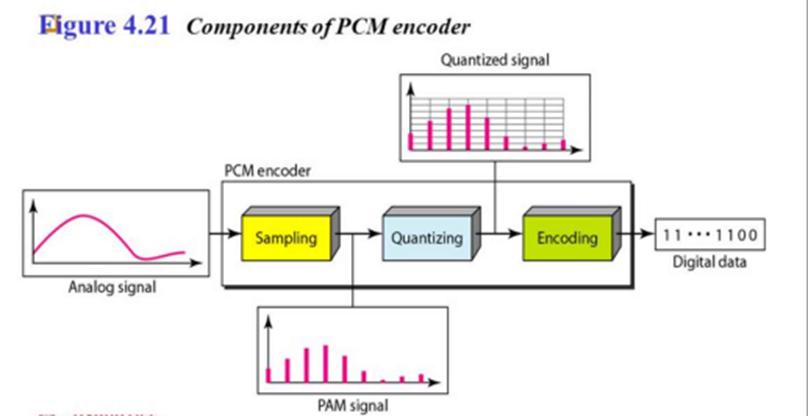 Figure 4.21 Components of PCM encoder
Quantized signal
PCM encoder
Sampling
Quantizing
Encoding
11 ••• 1100
Digital data
Analog signal
PAM signal